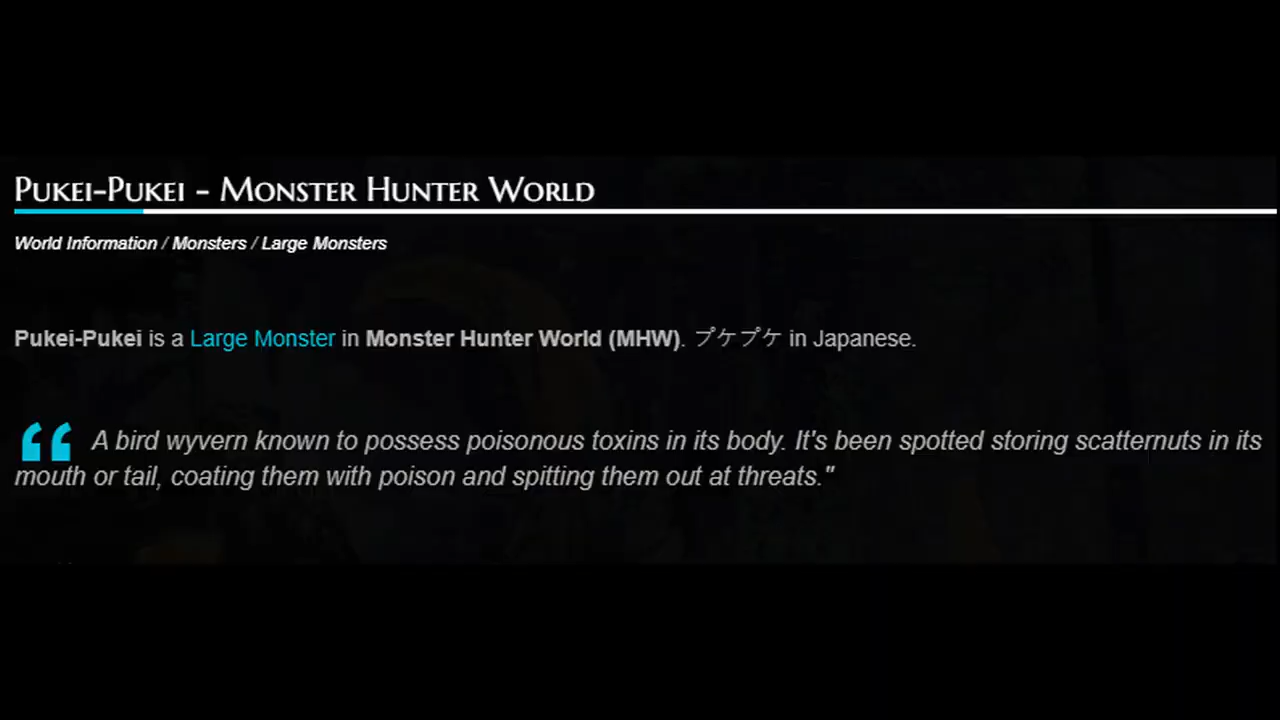 Pukei-Pukei - Monster Hunter World
World Information / Monsters / Large Monsters
Pukei-Pukei is a Large Monster in Monster Hunter World (MHW). プケプケ in Japanese.
“ A bird wyvern known to possess poisonous toxins in its body. It's been spotted storing scatternuts in its
mouth or tail, coating them with poison and spitting them out at threats."